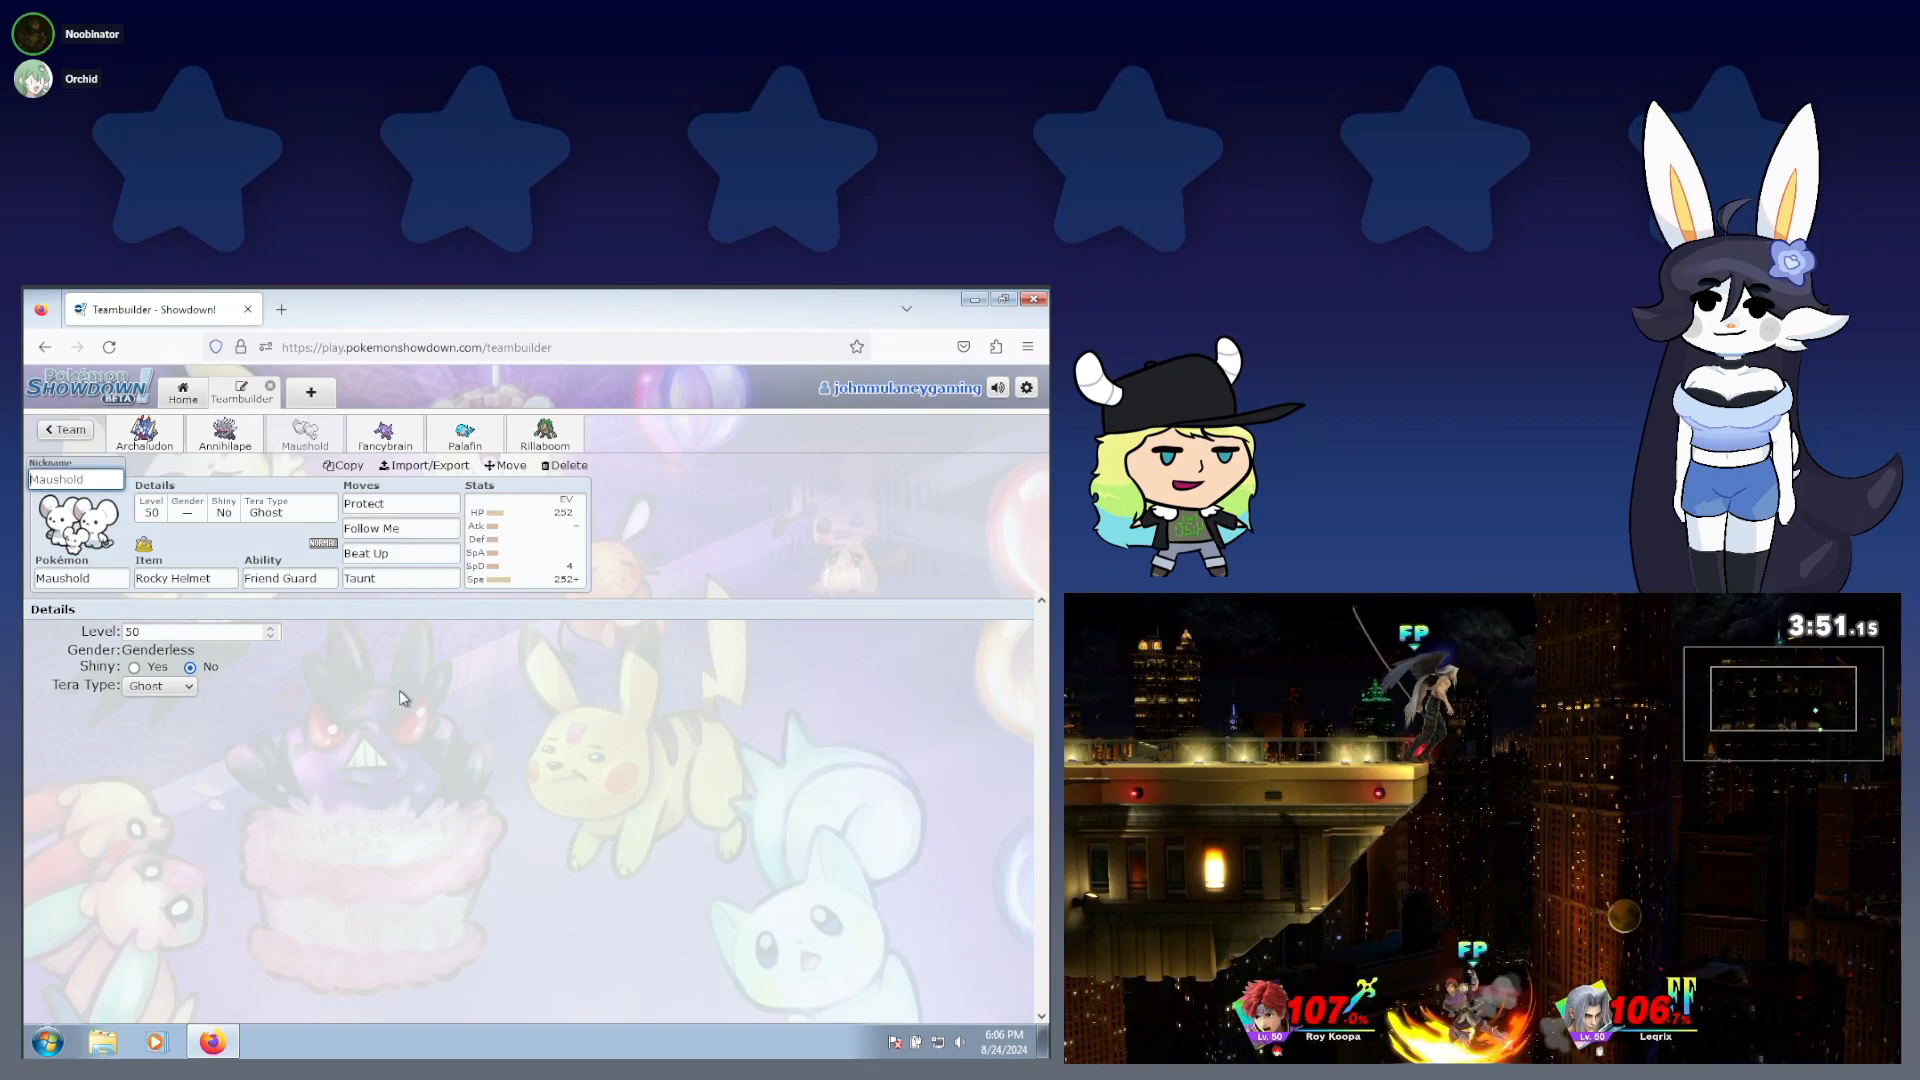 Noobinator
Orchid
Teambuilder - Showdown!
https://play.pokemonshowdown.com/teambuilder
Pokémon
SHOWDOWN!
BETA
Home
Teambuilder
johnmulaneygaming
Team
Archaludon
Annihilape
Maushold
Fancybrain
Palafin
Rillaboom
Nickname
Maushold
Copy
Import/Export
Move
Delete
Details
Moves
Stats
Level
Gender
Shiny
Tera Type
50
—
No
Ghost
Protect
Follow Me
Beat Up
Taunt
EV
HP 252
Atk –
Def
SpA
SpD 4
Spe 252+
NORMAL
Pokémon
Item
Ability
Maushold
Rocky Helmet
Friend Guard
Details
Level: 50
Gender: Genderless
Shiny: Yes No
Tera Type: Ghost
6:06 PM
8/24/2024
3:51.15
FP
FP
107.0%
Lv. 50
Roy Koopa
106.7%
Lv. 50
Leqrix